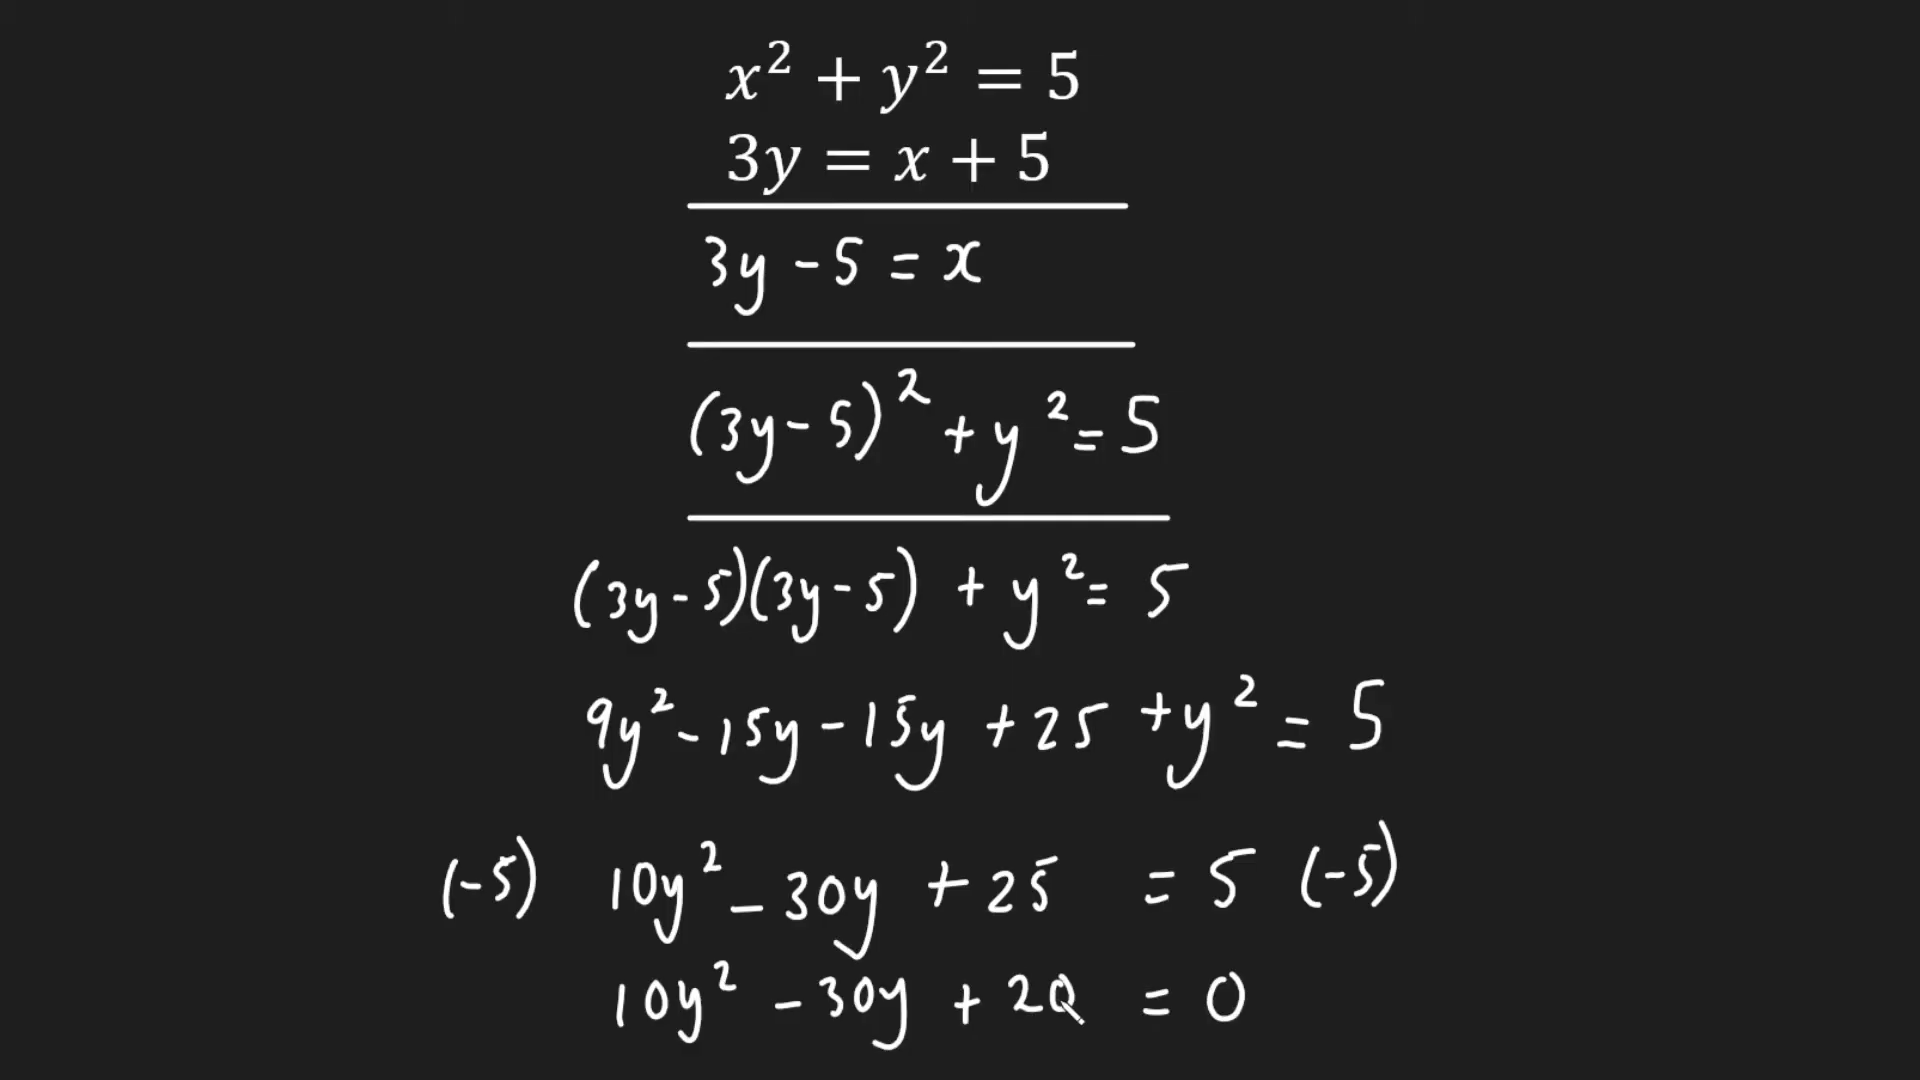 x² + y² = 5
3y = x + 5
3y - 5 = x
(3y - 5)² + y² = 5
(3y - 5)(3y - 5) + y² = 5
9y² - 15y - 15y + 25 + y² = 5
(-5) 10y² - 30y + 25 = 5 (-5)
10y² - 30y + 20 = 0